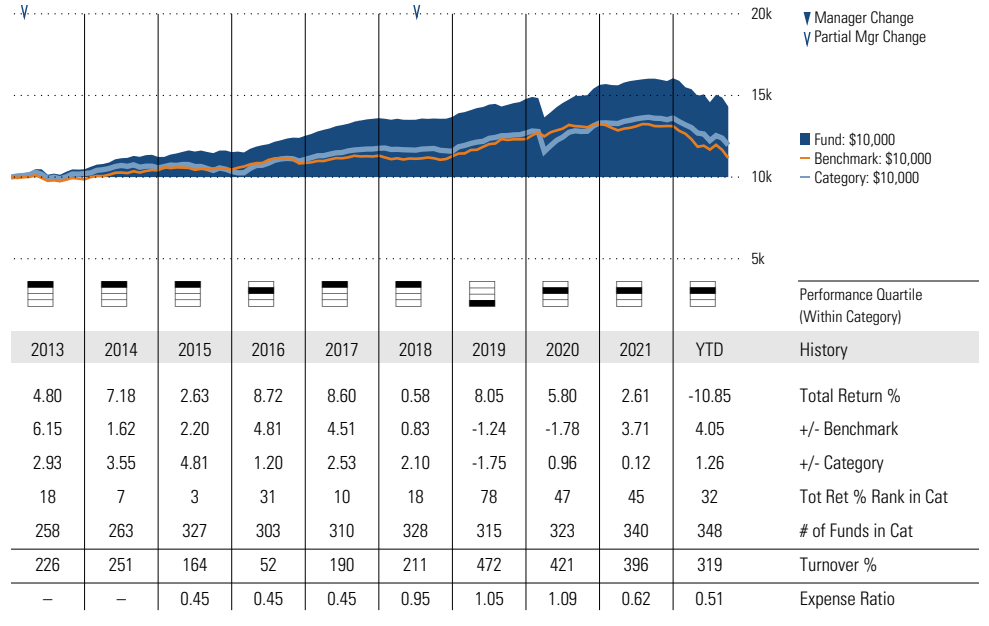 20k
Manager Change
Partial Mgr Change
15k
Fund: $10,000
Benchmark: $10,000
Category: $10,000
10k
5k
Performance Quartile
(Within Category)
2013 2014 2015 2016 2017 2018 2019 2020 2021 YTD History
4.80 7.18 2.63 8.72 8.60 0.58 8.05 5.80 2.61 -10.85 Total Return %
6.15 1.62 2.20 4.81 4.51 0.83 -1.24 -1.78 3.71 4.05 +/- Benchmark
2.93 3.55 4.81 1.20 2.53 2.10 -1.75 0.96 0.12 1.26 +/- Category
18 7 3 31 10 18 78 47 45 32 Tot Ret % Rank in Cat
258 263 327 303 310 328 315 323 340 348 # of Funds in Cat
226 251 164 52 190 211 472 421 396 319 Turnover %
– – 0.45 0.45 0.45 0.95 1.05 1.09 0.62 0.51 Expense Ratio